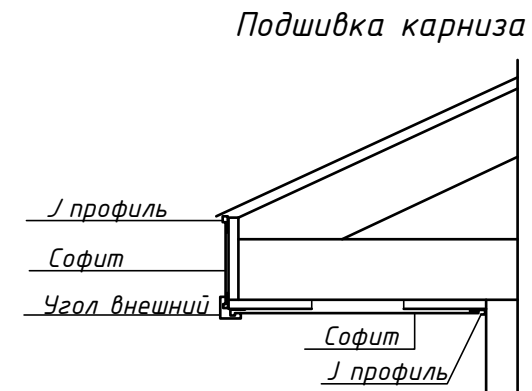 Подшивка карниза
J профиль
Софит
Угол внешний
Софит
J профиль